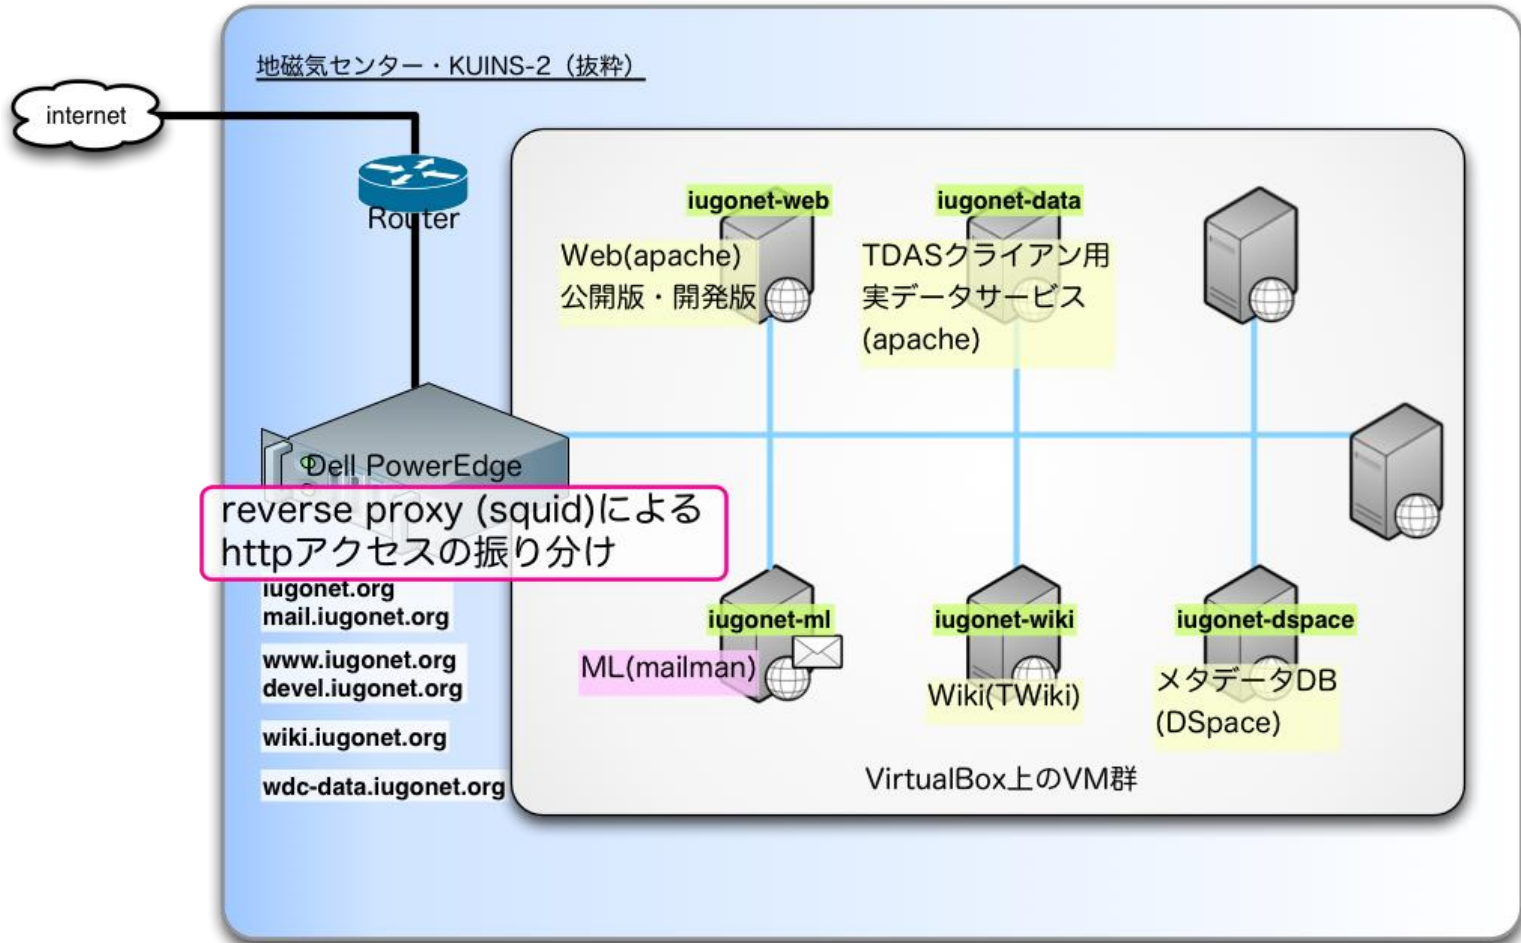 地磁気センター・KUINS-2（抜粋）
internet
Router
iugonet-web
Web(apache)
公開版・開発版
iugonet-data
TDASクライアン用
実データサービス
(apache)
Dell PowerEdge
reverse proxy (squid)による
httpアクセスの振り分け
iugonet.org
mail.iugonet.org
www.iugonet.org
devel.iugonet.org
wiki.iugonet.org
wdc-data.iugonet.org
iugonet-ml
ML(mailman)
iugonet-wiki
Wiki(TWiki)
iugonet-dspace
メタデータDB
(DSpace)
VirtualBox上のVM群